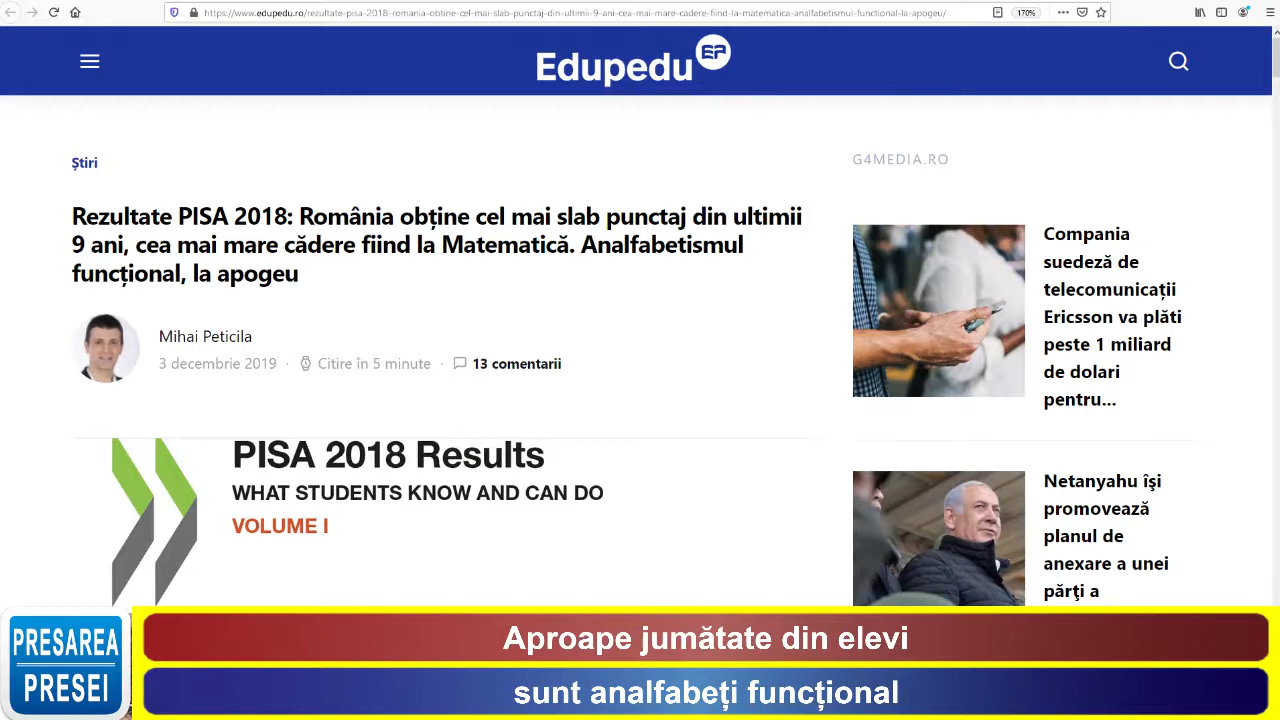 https://www.edupedu.ro/rezultate-pisa-2018-romania-obtine-cel-mai-slab-punctaj-din-ultimii-9-ani-cea-mai-mare-cadere-fiind-la-matematica-analfabetismul-functional-la-apogeu/
170%
Edupedu EP
Știri
G4MEDIA.RO
Rezultate PISA 2018: România obține cel mai slab punctaj din ultimii
9 ani, cea mai mare cădere fiind la Matematică. Analfabetismul
funcțional, la apogeu
Mihai Peticila
3 decembrie 2019 · Citire în 5 minute · 13 comentarii
Compania
suedeză de
telecomunicații
Ericsson va plăti
peste 1 miliard
de dolari
pentru...
PISA 2018 Results
WHAT STUDENTS KNOW AND CAN DO
VOLUME I
Netanyahu îşi
promovează
planul de
anexare a unei
părţi a
PRESAREA
PRESEI
Aproape jumătate din elevi
sunt analfabeți funcțional